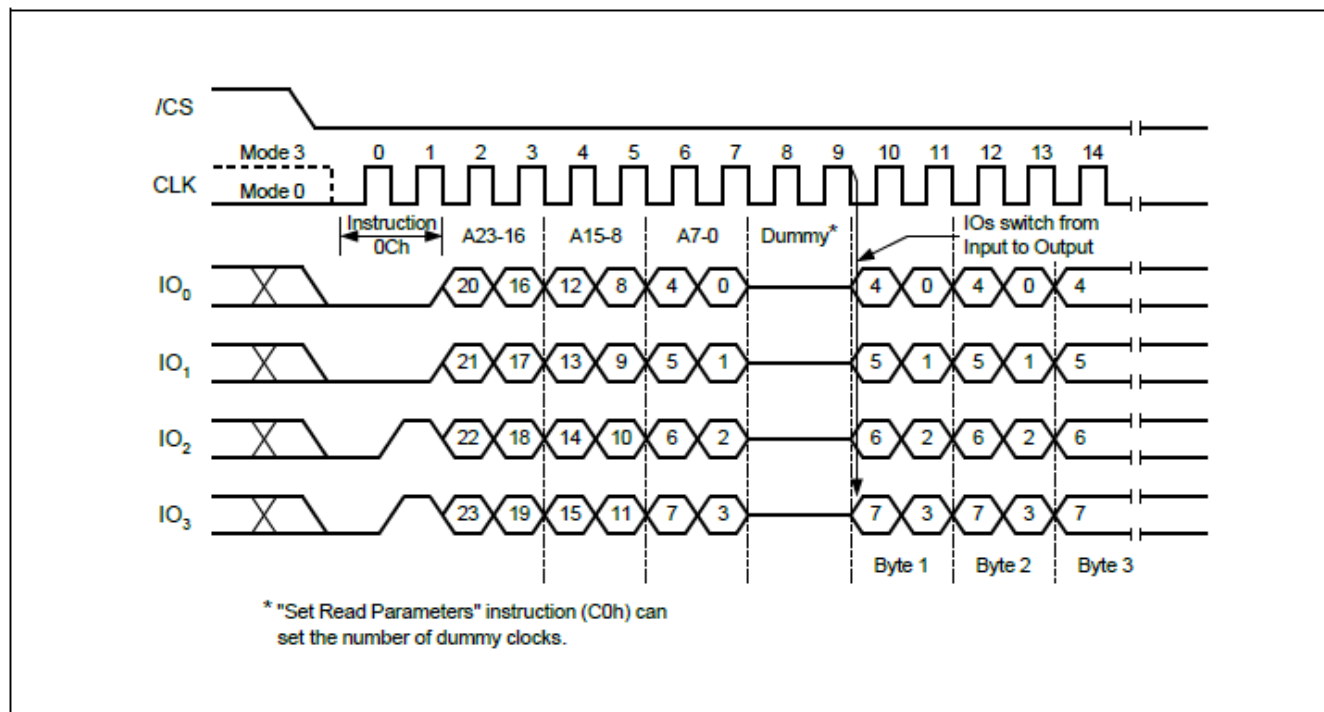 /CS
Mode 3 0 1 2 3 4 5 6 7 8 9 10 11 12 13 14
CLK
Mode 0
Instruction
0Ch
A23-16 A15-8 A7-0 Dummy*
IOs switch from
Input to Output
IO0 20 16 12 8 4 0 4 0 4 0 4
IO1 21 17 13 9 5 1 5 1 5 1 5
IO2 22 18 14 10 6 2 6 2 6 2 6
IO3 23 19 15 11 7 3 7 3 7 3 7
Byte 1 Byte 2 Byte 3
* "Set Read Parameters" instruction (C0h) can
set the number of dummy clocks.